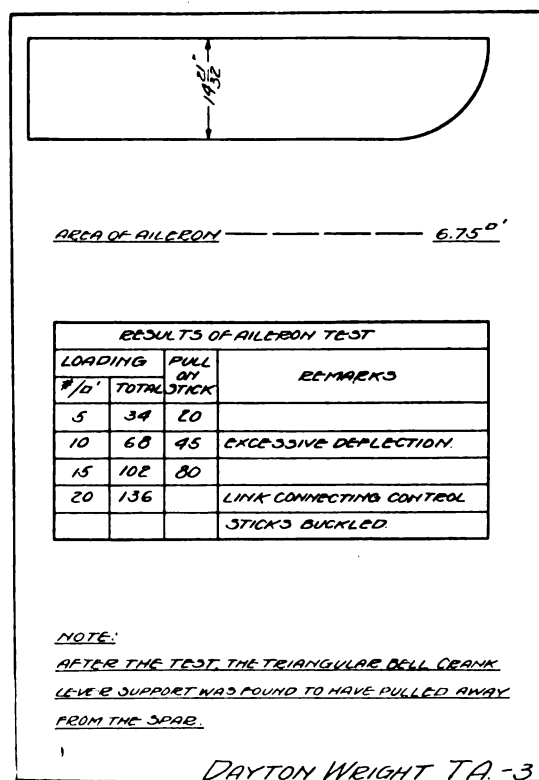 14 21/32"
AREA OF AILERON — — — — — 6.75 □'
RESULTS OF AILERON TEST
LOADING PULL ON STICK REMARKS
#/□' TOTAL
5 34 20
10 68 45 EXCESSIVE DEFLECTION.
15 102 80
20 136 LINK CONNECTING CONTROL
STICKS BUCKLED.
NOTE:
AFTER THE TEST, THE TRIANGULAR BELL CRANK
LEVER SUPPORT WAS FOUND TO HAVE PULLED AWAY
FROM THE SPAR.
DAYTON WRIGHT TA.-3